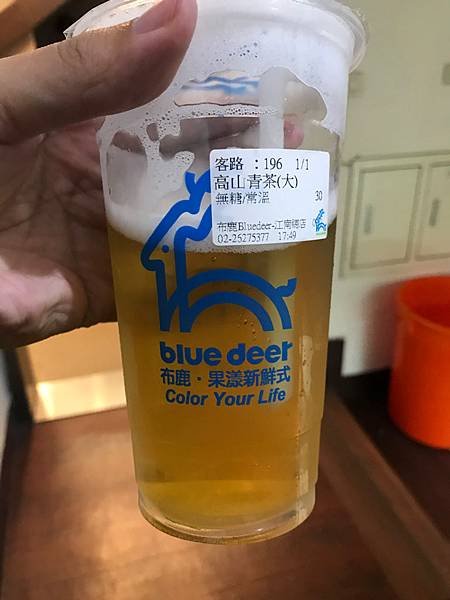 客路 :196 1/1
高山青茶(大)
無糖/常溫 30
布鹿Bluedeer-江南鋪店
02-26275377 17:49
blue deer
布鹿・果漾新鮮式
Color Your Life